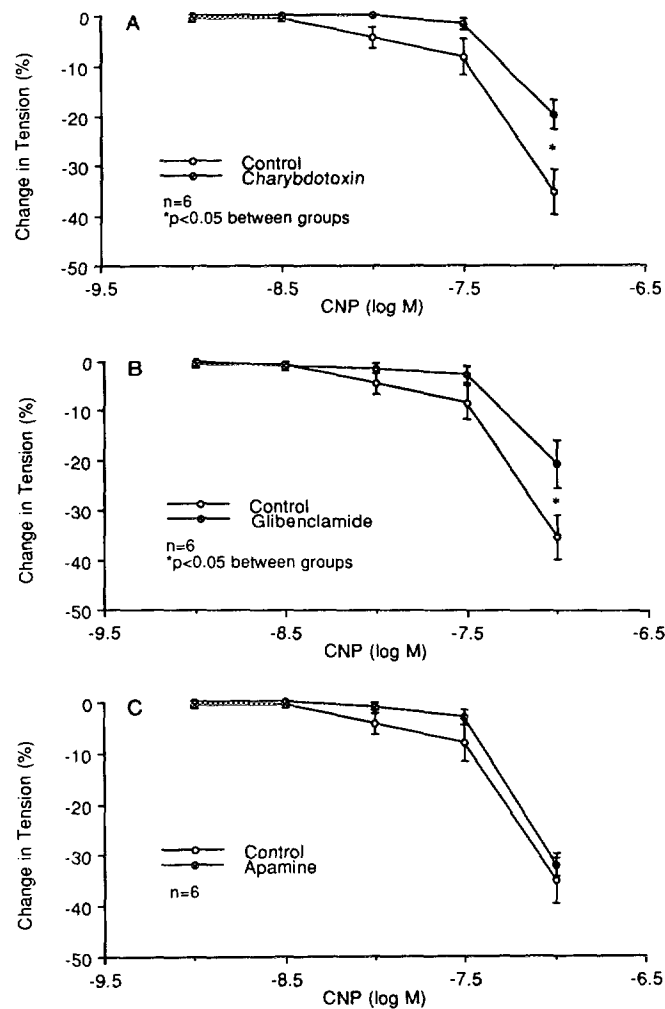 A
0
-10
-20
-30
-40
-50
Change in Tension (%)
Control
Charybdotoxin
n=6
*p<0.05 between groups
*
-9.5 -8.5 -7.5 -6.5
CNP (log M)
B
0
-10
-20
-30
-40
-50
Change in Tension (%)
Control
Glibenclamide
n=6
*p<0.05 between groups
*
-9.5 -8.5 -7.5 -6.5
CNP (log M)
C
0
-10
-20
-30
-40
-50
Change in Tension (%)
Control
Apamine
n=6
-9.5 -8.5 -7.5 -6.5
CNP (log M)